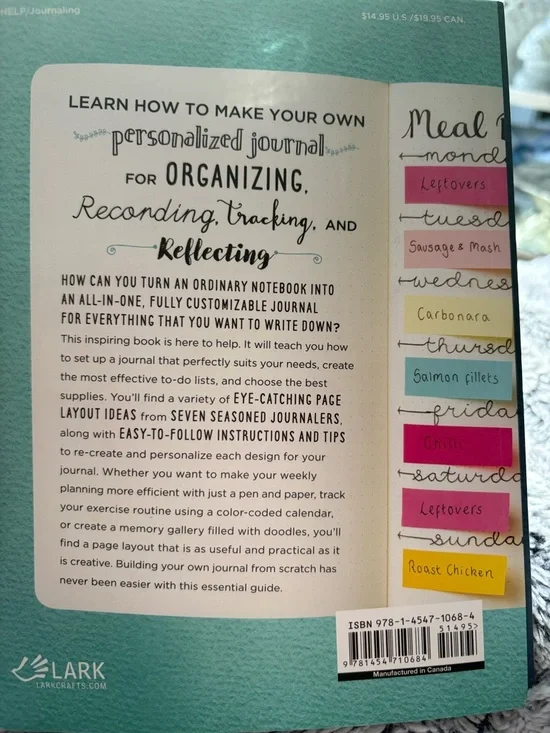 HELP/Journaling
$14.95 U.S./$19.95 CAN.
LEARN HOW TO MAKE YOUR OWN
personalized journal
FOR ORGANIZING,
Recording, Tracking, AND
Reflecting
HOW CAN YOU TURN AN ORDINARY NOTEBOOK INTO
AN ALL-IN-ONE, FULLY CUSTOMIZABLE JOURNAL
FOR EVERYTHING THAT YOU WANT TO WRITE DOWN?
This inspiring book is here to help. It will teach you how
to set up a journal that perfectly suits your needs, create
the most effective to-do lists, and choose the best
supplies. You'll find a variety of EYE-CATCHING PAGE
LAYOUT IDEAS from SEVEN SEASONED JOURNALERS,
along with EASY-TO-FOLLOW INSTRUCTIONS AND TIPS
to re-create and personalize each design for your
journal. Whether you want to make your weekly
planning more efficient with just a pen and paper, track
your exercise routine using a color-coded calendar,
or create a memory gallery filled with doodles, you'll
find a page layout that is as useful and practical as it
is creative. Building your own journal from scratch has
never been easier with this essential guide.
Meal
mond
Leftovers
tuesd
Sausage & Mash
wednes
Carbonara
thursd
Salmon fillets
frida
Chilli
saturda
Leftovers
sunda
Roast Chicken
ISBN 978-1-4547-1068-4
51495>
9 781454 710684
Manufactured in Canada
LARK
LARKCRAFTS.COM